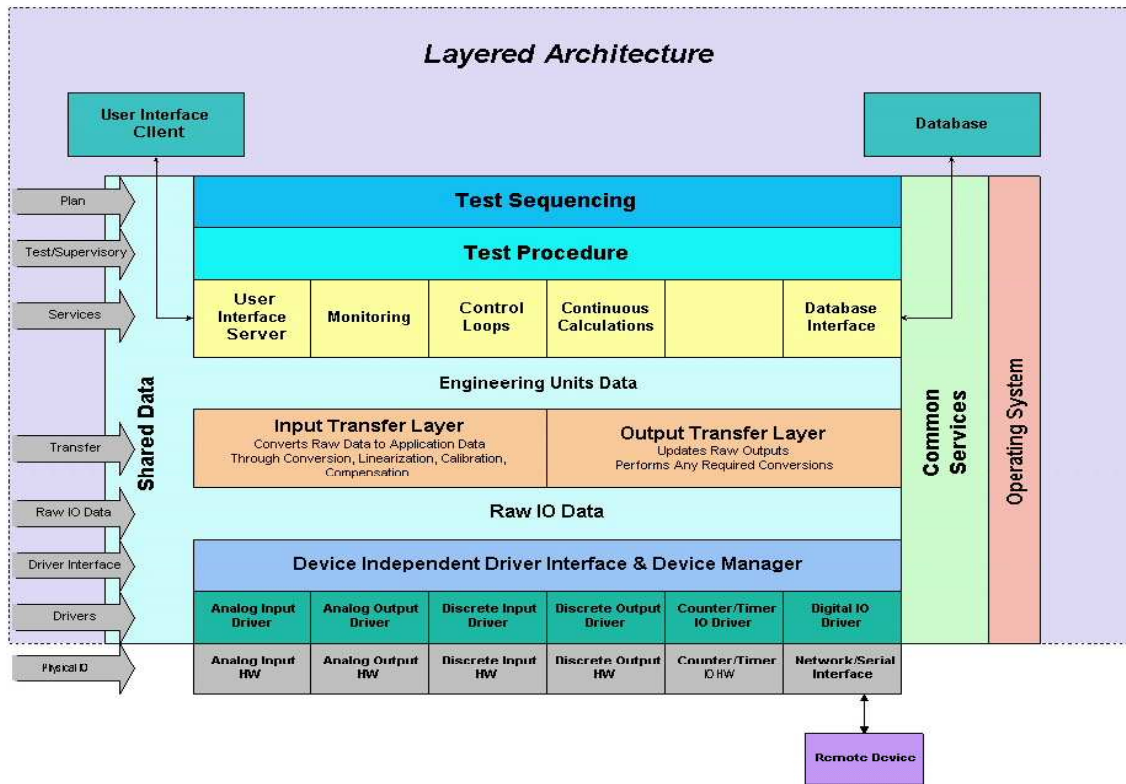 Layered Architecture
User Interface
Client
Database
Plan
Test Sequencing
Test/Supervisory
Test Procedure
Services
User
Interface
Server
Monitoring
Control
Loops
Continuous
Calculations
Database
Interface
Engineering Units Data
Shared Data
Common
Services
Operating System
Transfer
Input Transfer Layer
Converts Raw Data to Application Data
Through Conversion, Linearization, Calibration,
Compensation
Output Transfer Layer
Updates Raw Outputs
Performs Any Required Conversions
Raw IO Data
Raw IO Data
Driver Interface
Device Independent Driver Interface & Device Manager
Drivers
Analog Input
Driver
Analog Output
Driver
Discrete Input
Driver
Discrete Output
Driver
Counter/Timer
IO Driver
Digital IO
Driver
Physical IO
Analog Input
HW
Analog Output
HW
Discrete Input
HW
Discrete Output
HW
Counter/Timer
IO HW
Network/Serial
Interface
Remote Device